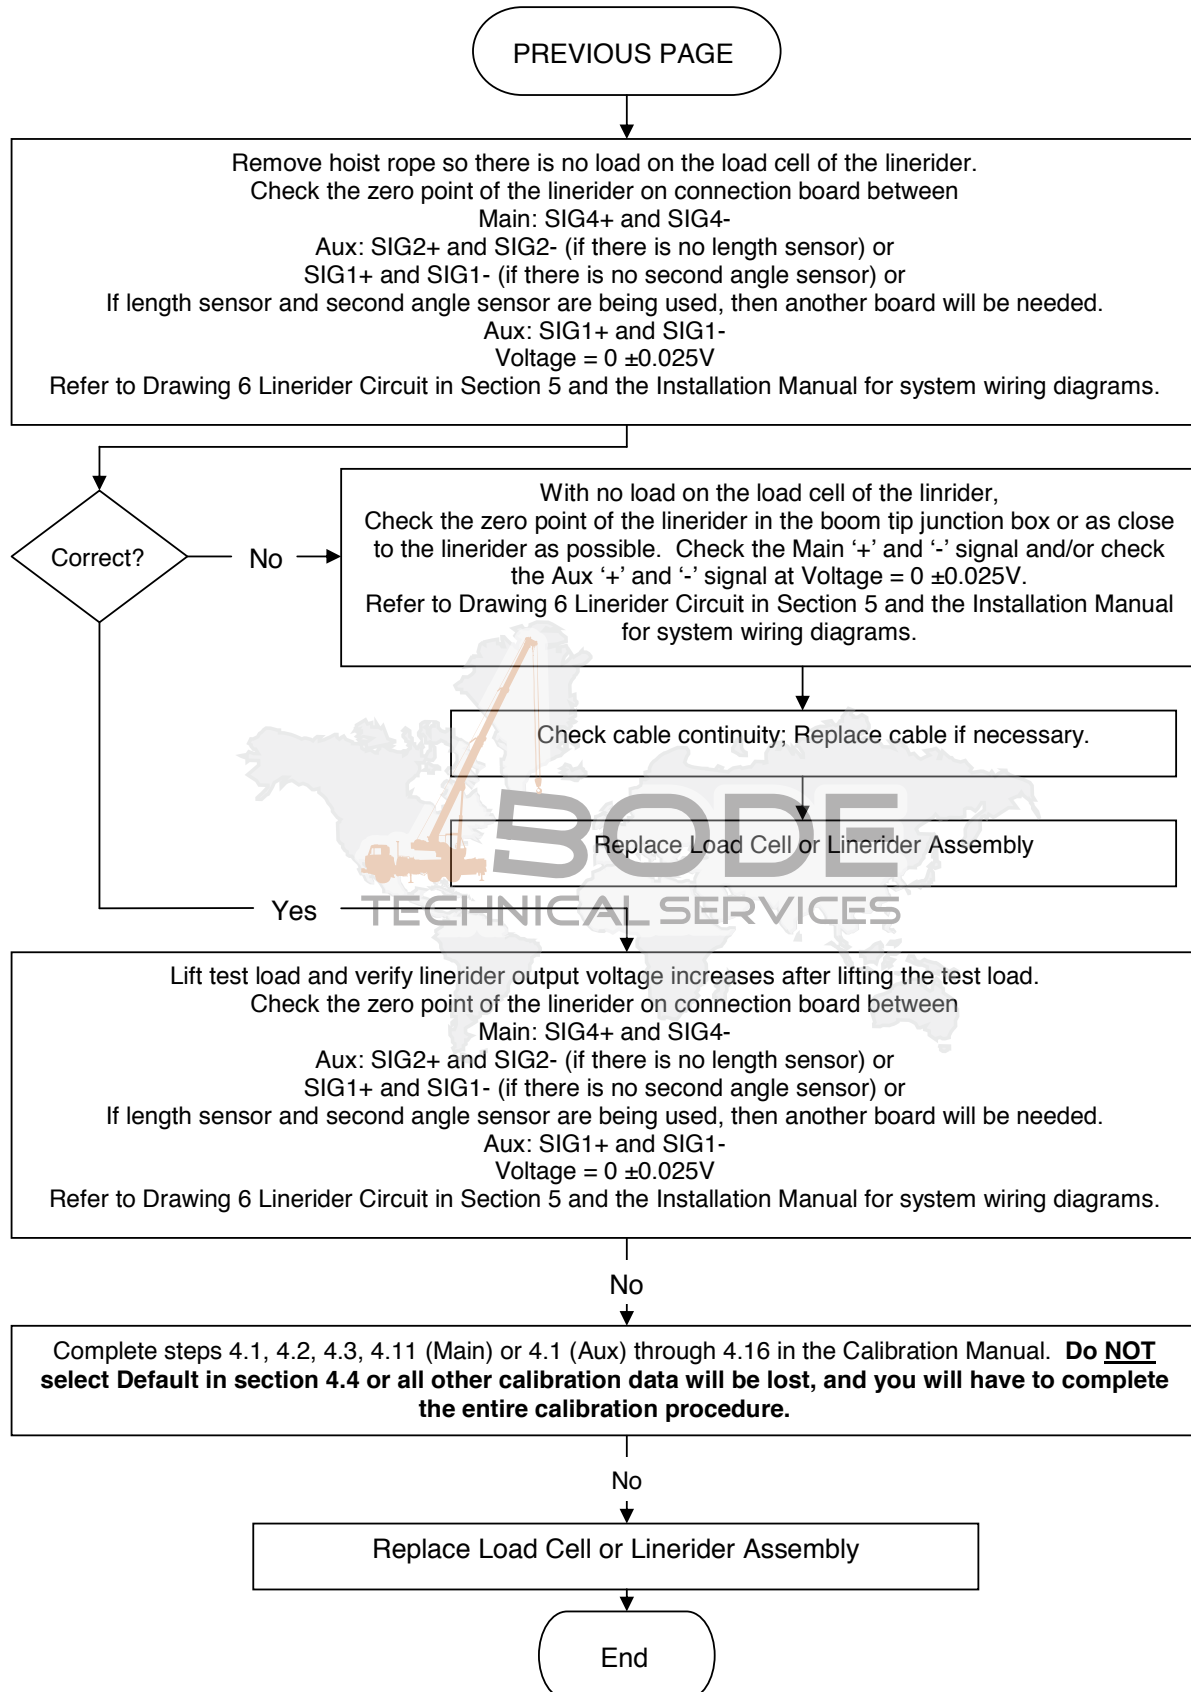 PREVIOUS PAGE
Remove hoist rope so there is no load on the load cell of the linerider.
Check the zero point of the linerider on connection board between
Main: SIG4+ and SIG4-
Aux: SIG2+ and SIG2- (if there is no length sensor) or
SIG1+ and SIG1- (if there is no second angle sensor) or
If length sensor and second angle sensor are being used, then another board will be needed.
Aux: SIG1+ and SIG1-
Voltage = 0 ±0.025V
Refer to Drawing 6 Linerider Circuit in Section 5 and the Installation Manual for system wiring diagrams.
Correct?
No
With no load on the load cell of the linrider,
Check the zero point of the linerider in the boom tip junction box or as close
to the linerider as possible. Check the Main ‘+’ and ‘-’ signal and/or check
the Aux ‘+’ and ‘-’ signal at Voltage = 0 ±0.025V.
Refer to Drawing 6 Linerider Circuit in Section 5 and the Installation Manual
for system wiring diagrams.
Check cable continuity; Replace cable if necessary.
Replace Load Cell or Linerider Assembly
BODE
TECHNICAL SERVICES
Yes
Lift test load and verify linerider output voltage increases after lifting the test load.
Check the zero point of the linerider on connection board between
Main: SIG4+ and SIG4-
Aux: SIG2+ and SIG2- (if there is no length sensor) or
SIG1+ and SIG1- (if there is no second angle sensor) or
If length sensor and second angle sensor are being used, then another board will be needed.
Aux: SIG1+ and SIG1-
Voltage = 0 ±0.025V
Refer to Drawing 6 Linerider Circuit in Section 5 and the Installation Manual for system wiring diagrams.
No
Complete steps 4.1, 4.2, 4.3, 4.11 (Main) or 4.1 (Aux) through 4.16 in the Calibration Manual. Do NOT
select Default in section 4.4 or all other calibration data will be lost, and you will have to complete
the entire calibration procedure.
No
Replace Load Cell or Linerider Assembly
End